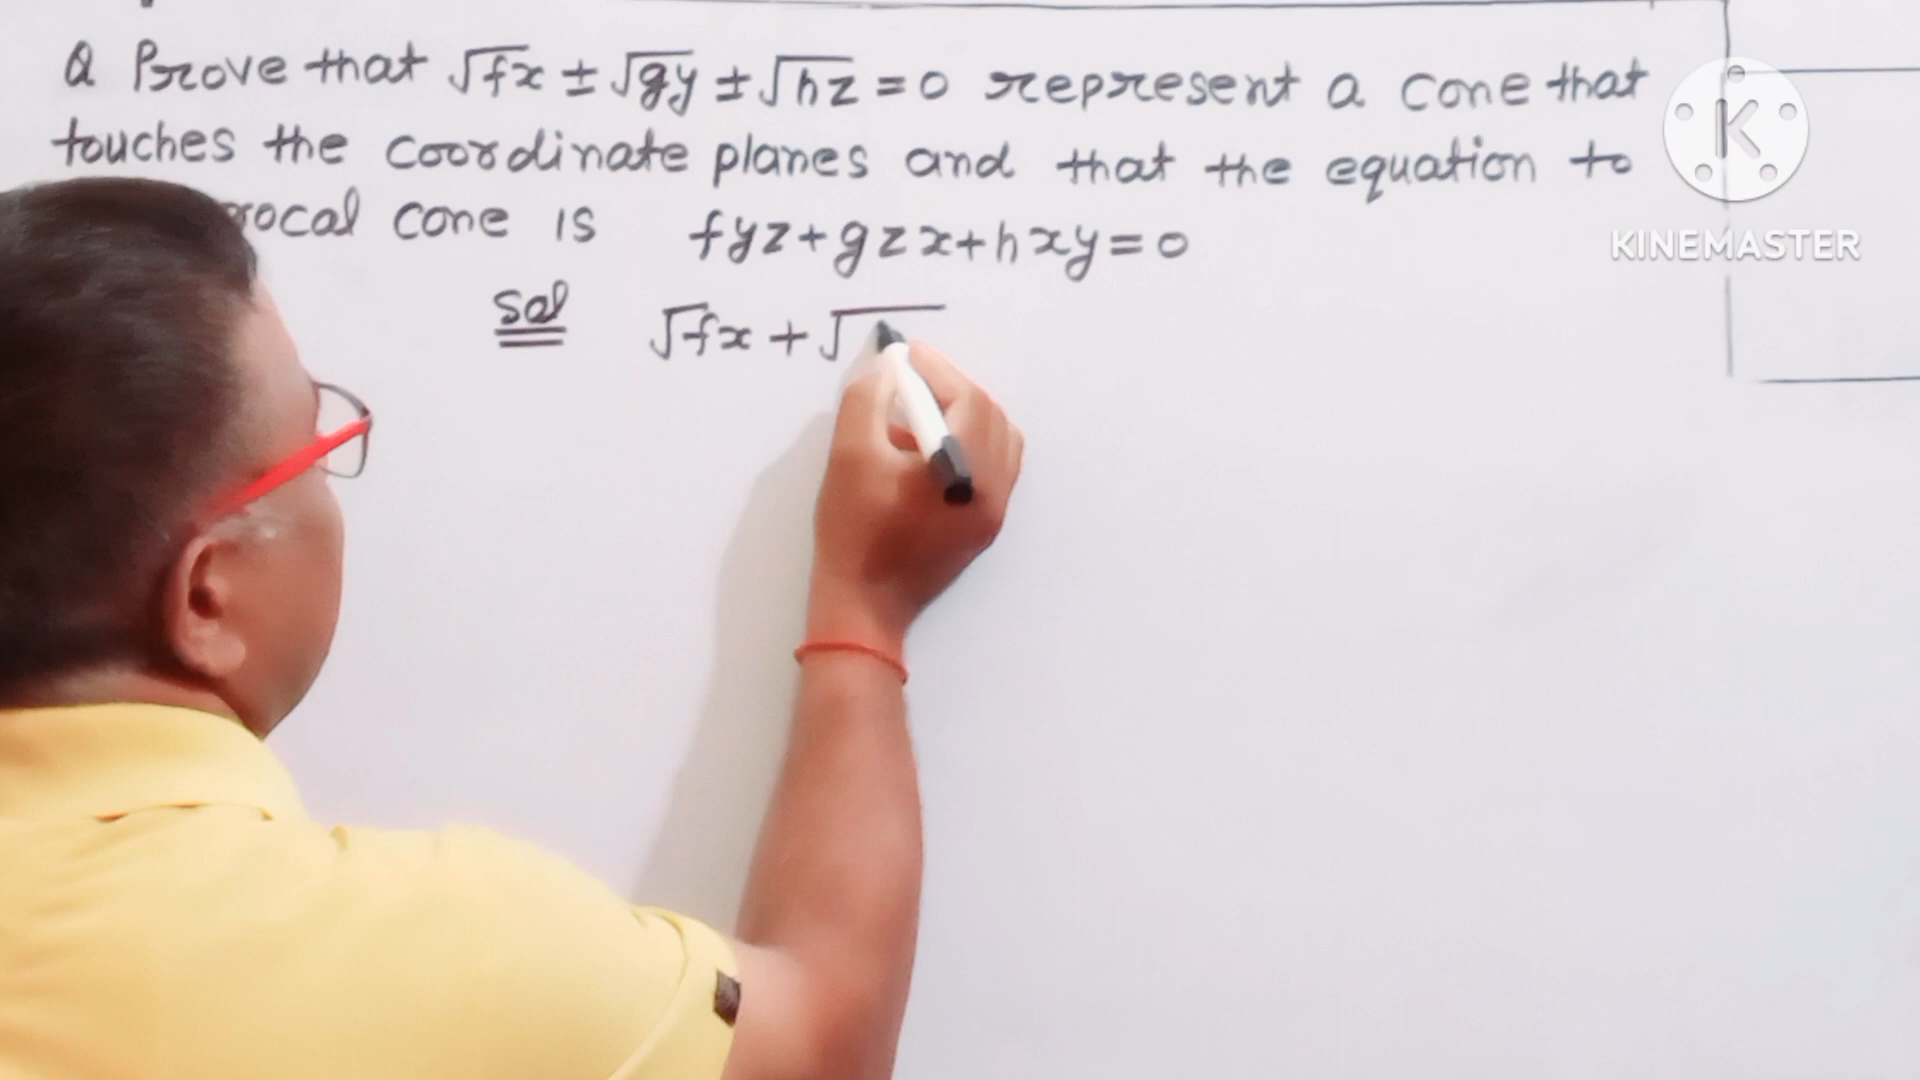 Q Prove that √fx ± √gy ± √hz = 0 represent a cone that
touches the coordinate planes and that the equation to
cone is fyz + gzx + hxy = 0
Sol √fx + √
K
KINEMASTER